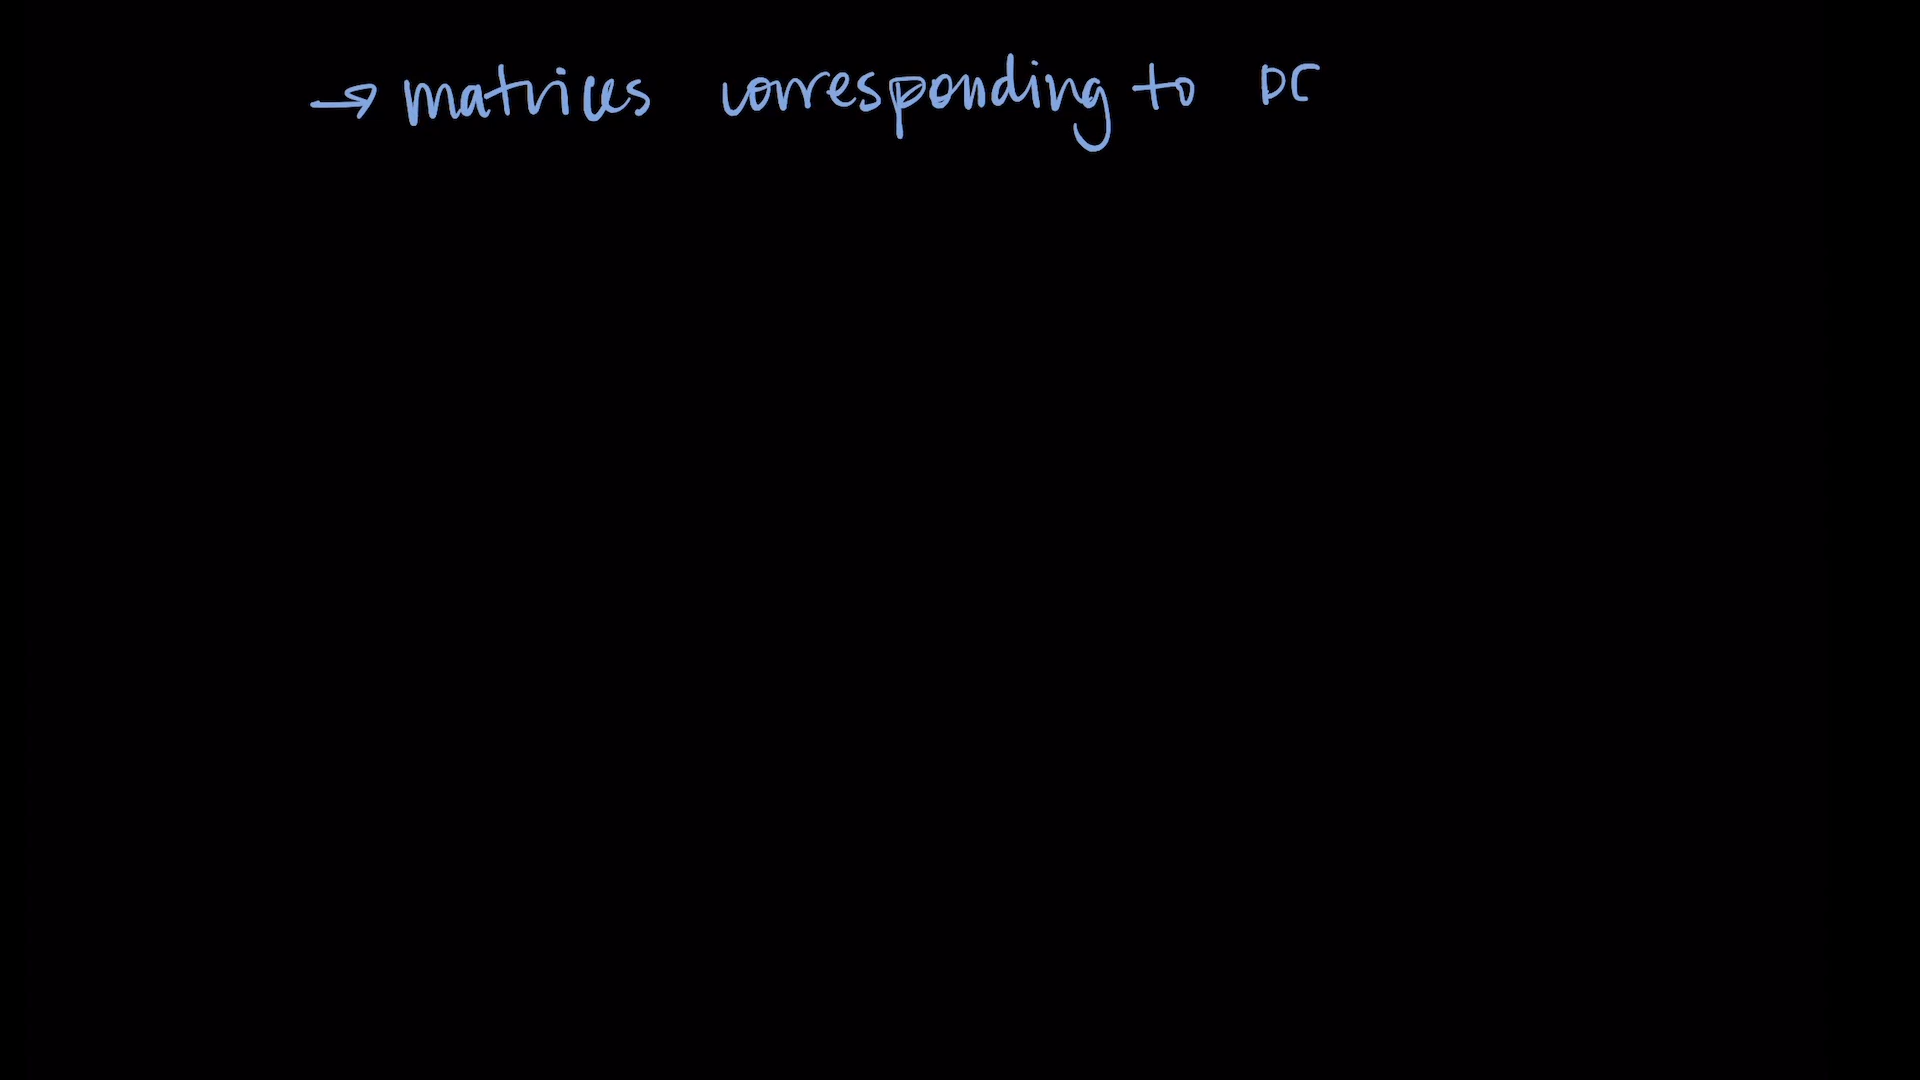 → matrices corresponding to DC